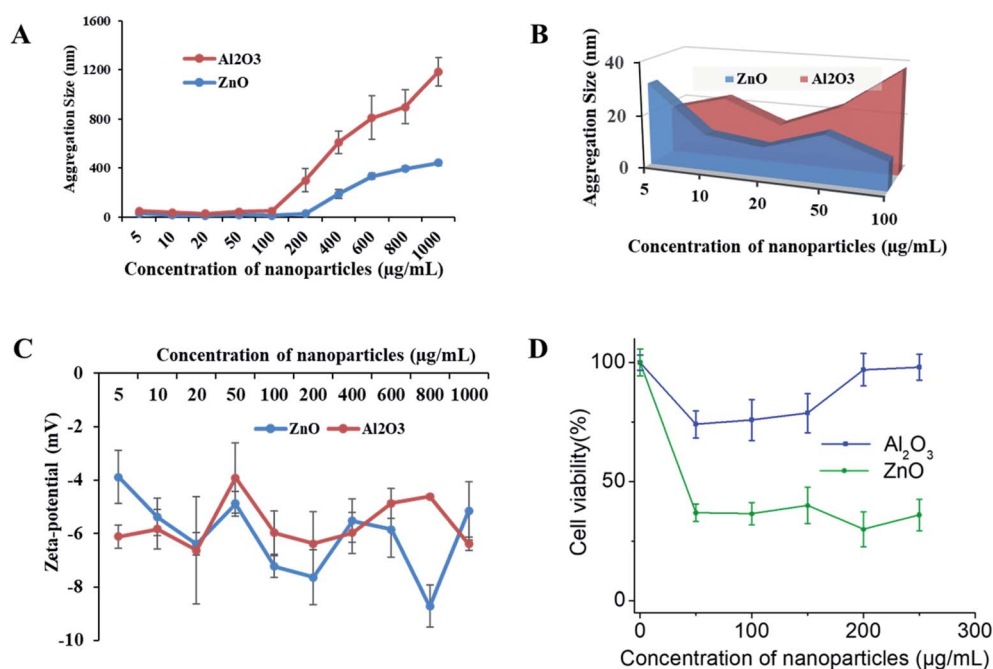 A
Aggregation Size (nm)
1600
1200
800
400
0
Al2O3
ZnO
5 10 20 50 100 200 400 600 800 1000
Concentration of nanoparticles (µg/mL)
B
Aggregation Size (nm)
40
20
0
ZnO Al2O3
5 10 20 50 100
Concentration of nanoparticles (µg/mL)
C
Concentration of nanoparticles (µg/mL)
Zeta-potential (mV)
0
-2
-4
-6
-8
-10
5 10 20 50 100 200 400 600 800 1000
ZnO Al2O3
D
Cell viability(%)
100
50
0
Al₂O₃
ZnO
0 100 200 300
Concentration of nanoparticles (µg/mL)